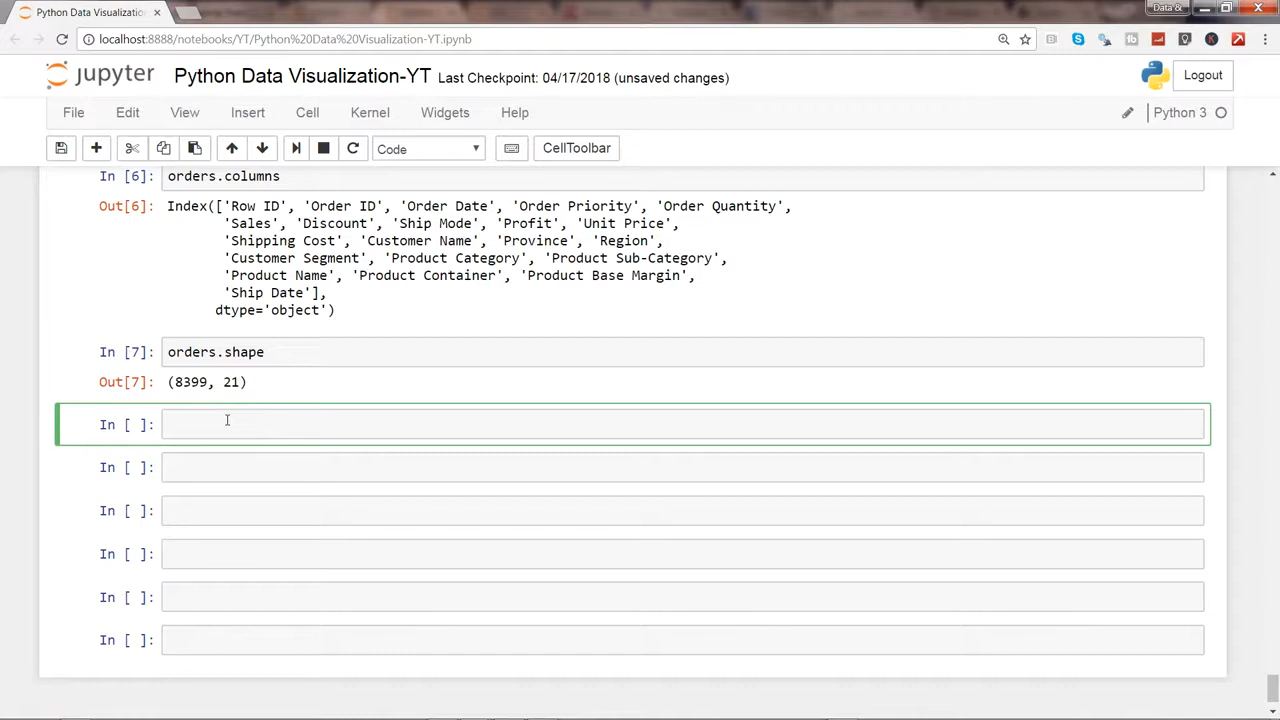 Python Data Visualization
Data &
localhost:8888/notebooks/YT/Python%20Data%20Visualization-YT.ipynb
jupyter Python Data Visualization-YT Last Checkpoint: 04/17/2018 (unsaved changes) Logout
File Edit View Insert Cell Kernel Widgets Help Python 3
Code CellToolbar
In [6]: orders.columns
Out[6]: Index(['Row ID', 'Order ID', 'Order Date', 'Order Priority', 'Order Quantity',
'Sales', 'Discount', 'Ship Mode', 'Profit', 'Unit Price',
'Shipping Cost', 'Customer Name', 'Province', 'Region',
'Customer Segment', 'Product Category', 'Product Sub-Category',
'Product Name', 'Product Container', 'Product Base Margin',
'Ship Date'],
dtype='object')
In [7]: orders.shape
Out[7]: (8399, 21)
In [ ]:
In [ ]:
In [ ]:
In [ ]:
In [ ]:
In [ ]: